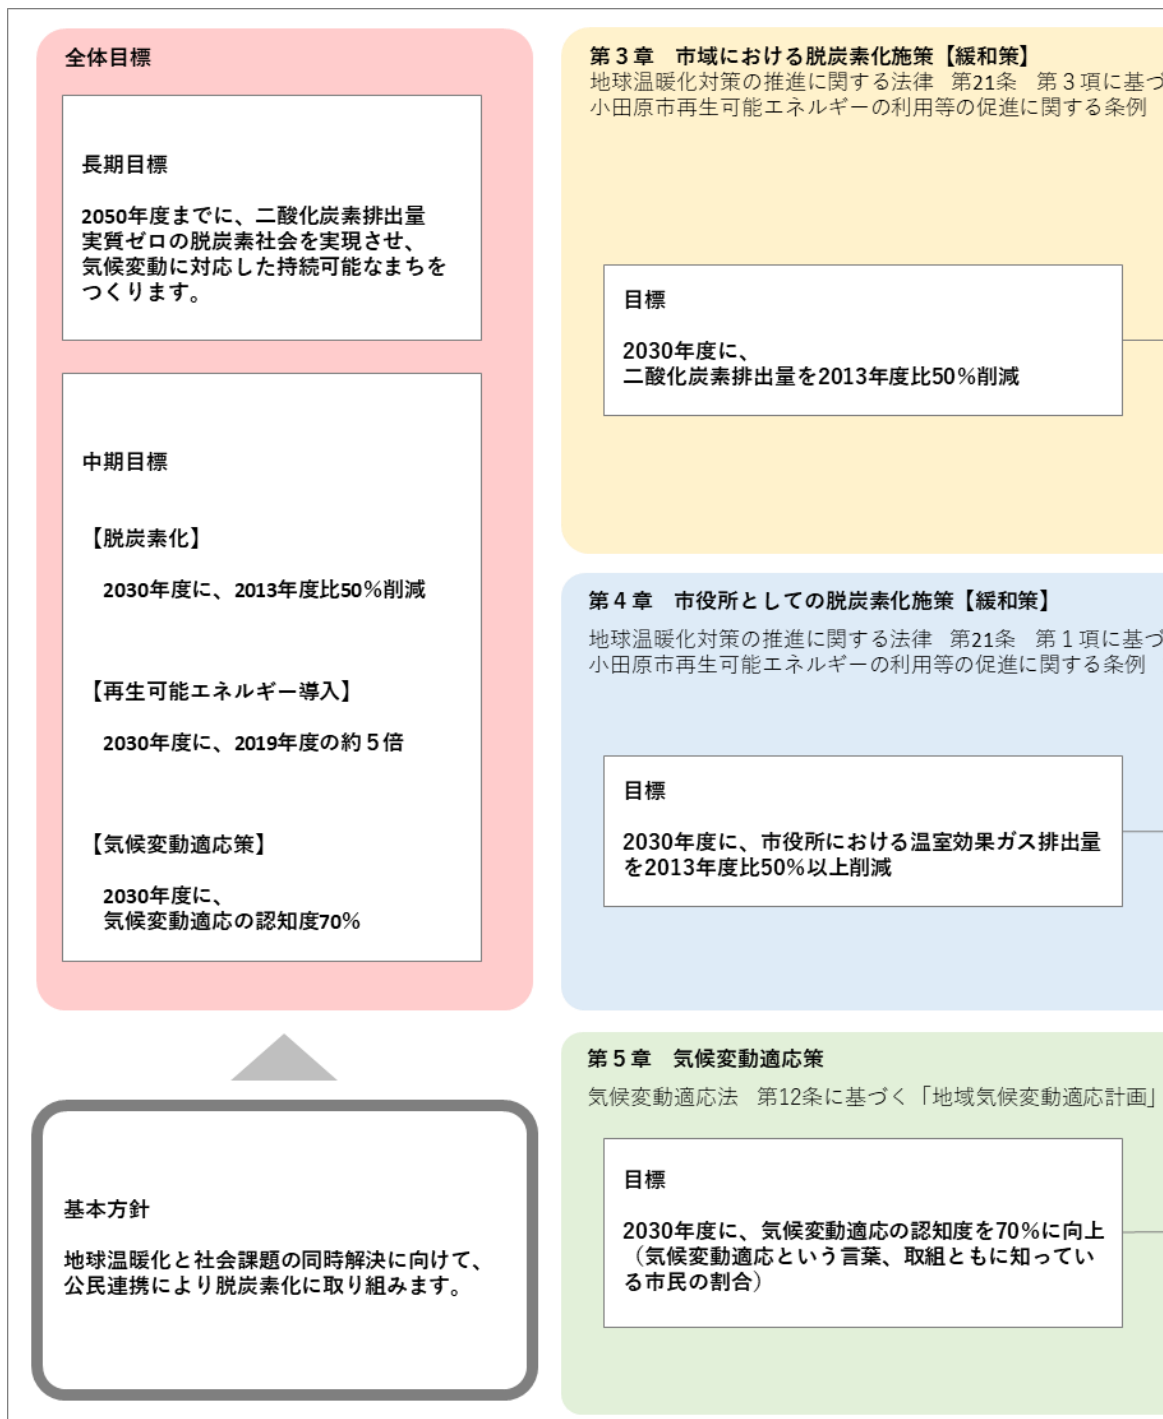 全体目標
長期目標
2050年度までに、二酸化炭素排出量
実質ゼロの脱炭素社会を実現させ、
気候変動に対応した持続可能なまちを
つくります。
中期目標
【脱炭素化】
2030年度に、2013年度比50%削減
【再生可能エネルギー導入】
2030年度に、2019年度の約５倍
【気候変動適応策】
2030年度に、
気候変動適応の認知度70%
基本方針
地球温暖化と社会課題の同時解決に向けて、
公民連携により脱炭素化に取り組みます。
第３章　市域における脱炭素化施策【緩和策】
地球温暖化対策の推進に関する法律　第21条　第３項に基づ
小田原市再生可能エネルギーの利用等の促進に関する条例
目標
2030年度に、
二酸化炭素排出量を2013年度比50%削減
第４章　市役所としての脱炭素化施策【緩和策】
地球温暖化対策の推進に関する法律　第21条　第１項に基づ
小田原市再生可能エネルギーの利用等の促進に関する条例
目標
2030年度に、市役所における温室効果ガス排出量
を2013年度比50%以上削減
第５章　気候変動適応策
気候変動適応法　第12条に基づく「地域気候変動適応計画」
目標
2030年度に、気候変動適応の認知度を70%に向上
（気候変動適応という言葉、取組ともに知ってい
る市民の割合）